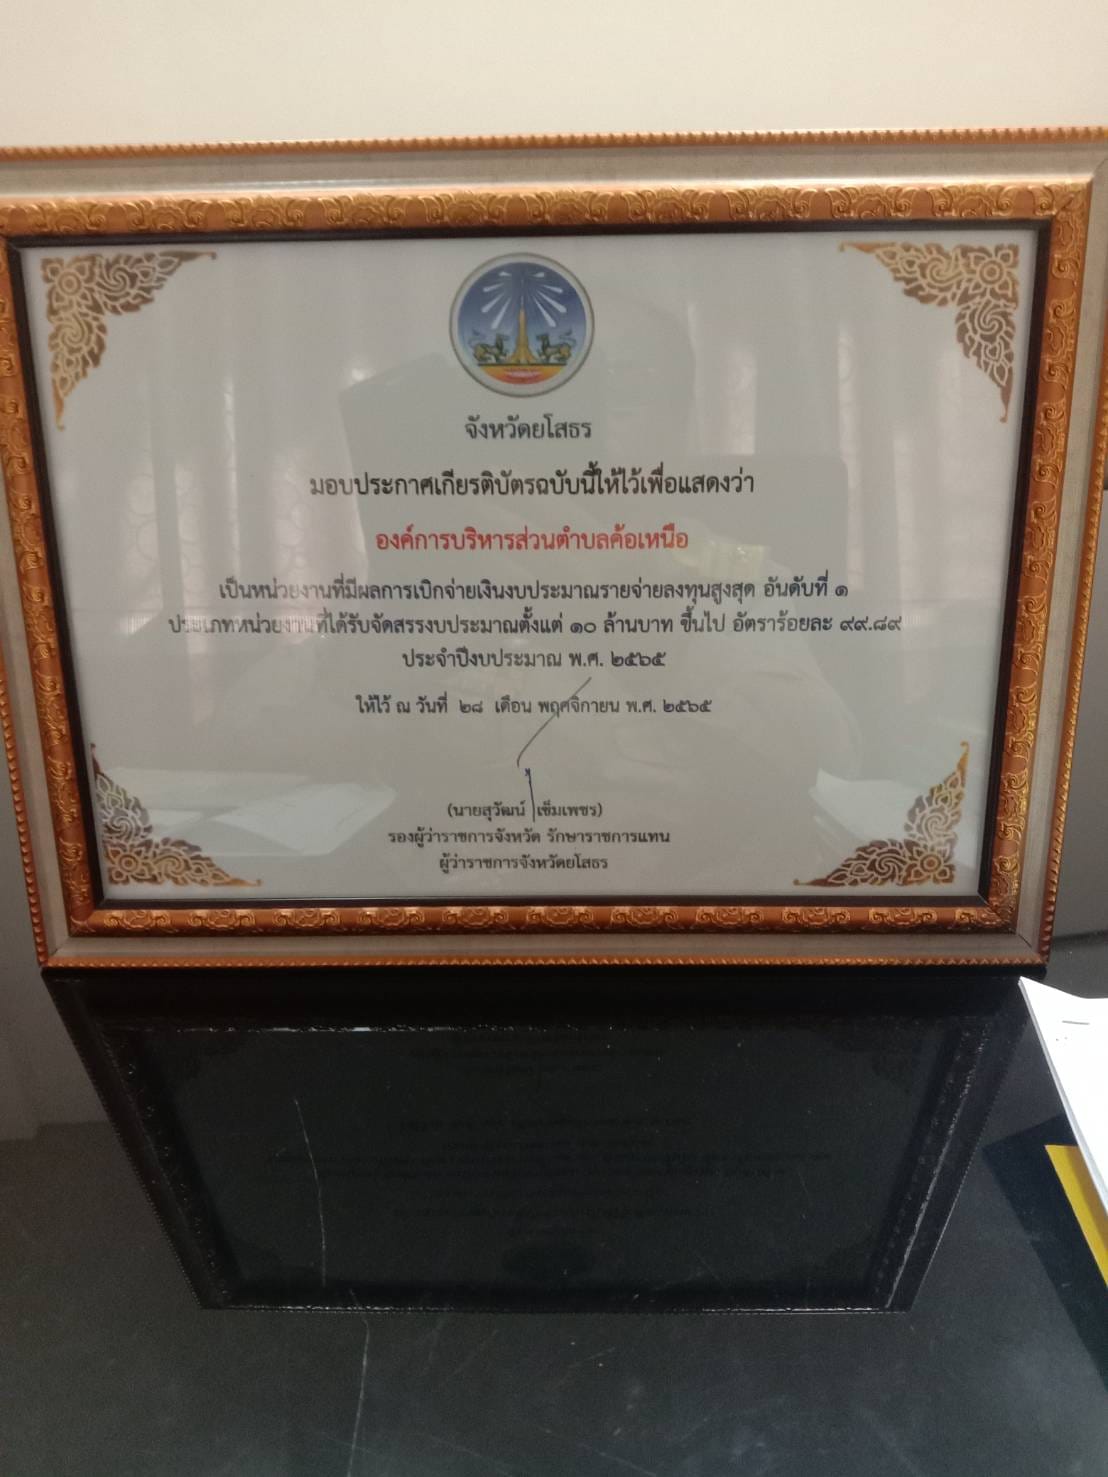 จังหวัดยโสธร
มอบประกาศเกียรติบัตรฉบับนี้ให้ไว้เพื่อแสดงว่า
องค์การบริหารส่วนตำบลค้อเหนือ
เป็นหน่วยงานที่มีผลการเบิกจ่ายเงินงบประมาณรายจ่ายลงทุนสูงสุด อันดับที่ ๑
ประเภทหน่วยงานที่ได้รับจัดสรรงบประมาณตั้งแต่ ๑๐ ล้านบาท ขึ้นไป อัตราร้อยละ ๙๙.๘๙
ประจำปีงบประมาณ พ.ศ. ๒๕๖๕
ให้ไว้ ณ วันที่ ๒๘ เดือน พฤศจิกายน พ.ศ. ๒๕๖๕
(นายสุวัฒน์ เข็มเพชร)
รองผู้ว่าราชการจังหวัด รักษาราชการแทน
ผู้ว่าราชการจังหวัดยโสธร